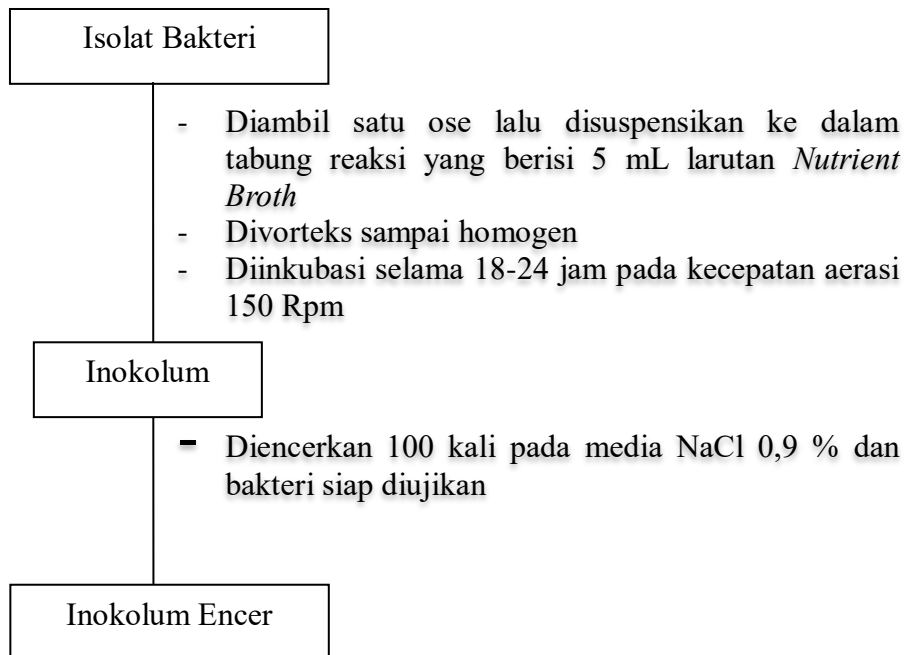 Isolat Bakteri
- Diambil satu ose lalu disuspensikan ke dalam
tabung reaksi yang berisi 5 mL larutan Nutrient
Broth
- Divorteks sampai homogen
- Diinkubasi selama 18-24 jam pada kecepatan aerasi
150 Rpm
Inokolum
- Diencerkan 100 kali pada media NaCl 0,9 % dan
bakteri siap diujikan
Inokolum Encer